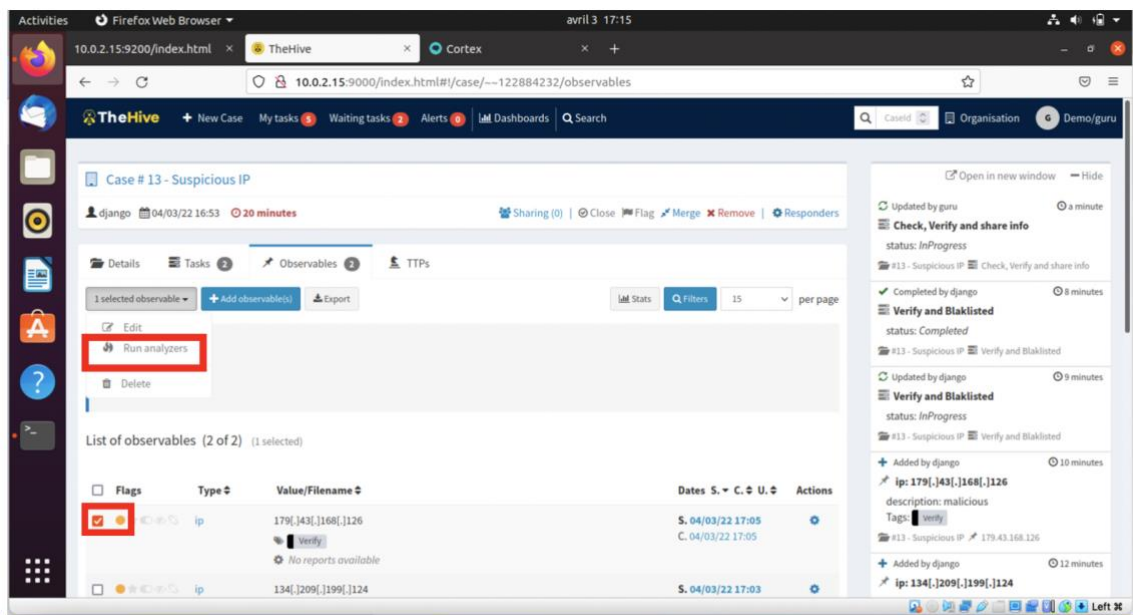 Activities Firefox Web Browser avril 3 17:15
10.0.2.15:9200/index.html × TheHive × Cortex × +
10.0.2.15:9000/index.html#!/case/~122884232/observables
TheHive + New Case My tasks 5 Waiting tasks 2 Alerts 0 Dashboards Search CaseId Organisation G Demo/guru
Case # 13 - Suspicious IP
django 04/03/22 16:53 20 minutes Sharing (0) | Close Flag Merge Remove | Responders
Details Tasks 2 Observables 2 TTPs
1 selected observable + Add observable(s) Export Stats Filters 15 per page
Edit
Run analyzers
Delete
List of observables (2 of 2) (1 selected)
Flags Type Value/Filename Dates S. C. U. Actions
ip 179[.]43[.]168[.]126 S. 04/03/22 17:05
Verify C. 04/03/22 17:05
No reports available
ip 134[.]209[.]199[.]124 S. 04/03/22 17:03
Open in new window Hide
Updated by guru a minute
Check, Verify and share info
status: InProgress
#13 - Suspicious IP Check, Verify and share info
Completed by django 8 minutes
Verify and Blaklisted
status: Completed
#13 - Suspicious IP Verify and Blaklisted
Updated by django 9 minutes
Verify and Blaklisted
status: InProgress
#13 - Suspicious IP Verify and Blaklisted
+ Added by django 10 minutes
ip: 179[.]43[.]168[.]126
description: malicious
Tags: Verify
#13 - Suspicious IP 179.43.168.126
+ Added by django 12 minutes
ip: 134[.]209[.]199[.]124
Left ⌘